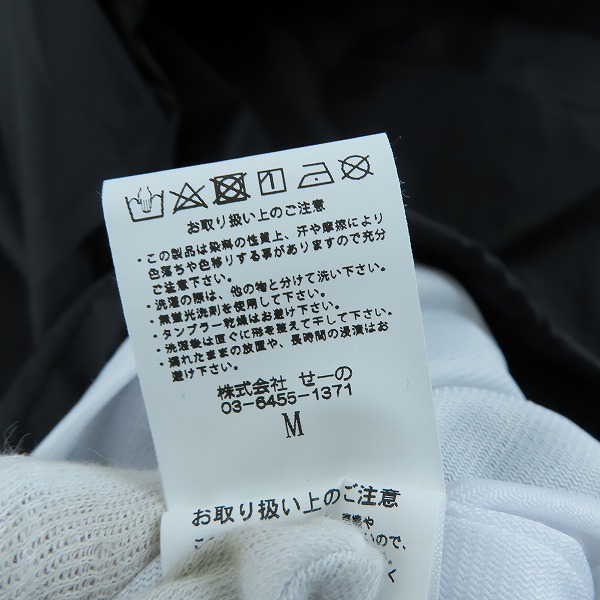 お取り扱い上のご注意
・この製品は染料の性質上、汗や摩擦により
色落ちや色移りする事がありますので充分
ご注意下さい。
・洗濯の際は、他の物と分けて洗い下さい。
・無蛍光洗剤を使用して下さい。
・タンブラー乾燥はお避け下さい。
・洗濯後は直ぐに形を整えて干して下さい。
・濡れたままの放置や、長時間の浸漬はお
避け下さい。
株式会社 せーの
03-6455-1371
M
お取り扱い上のご注意
この
ので、
く